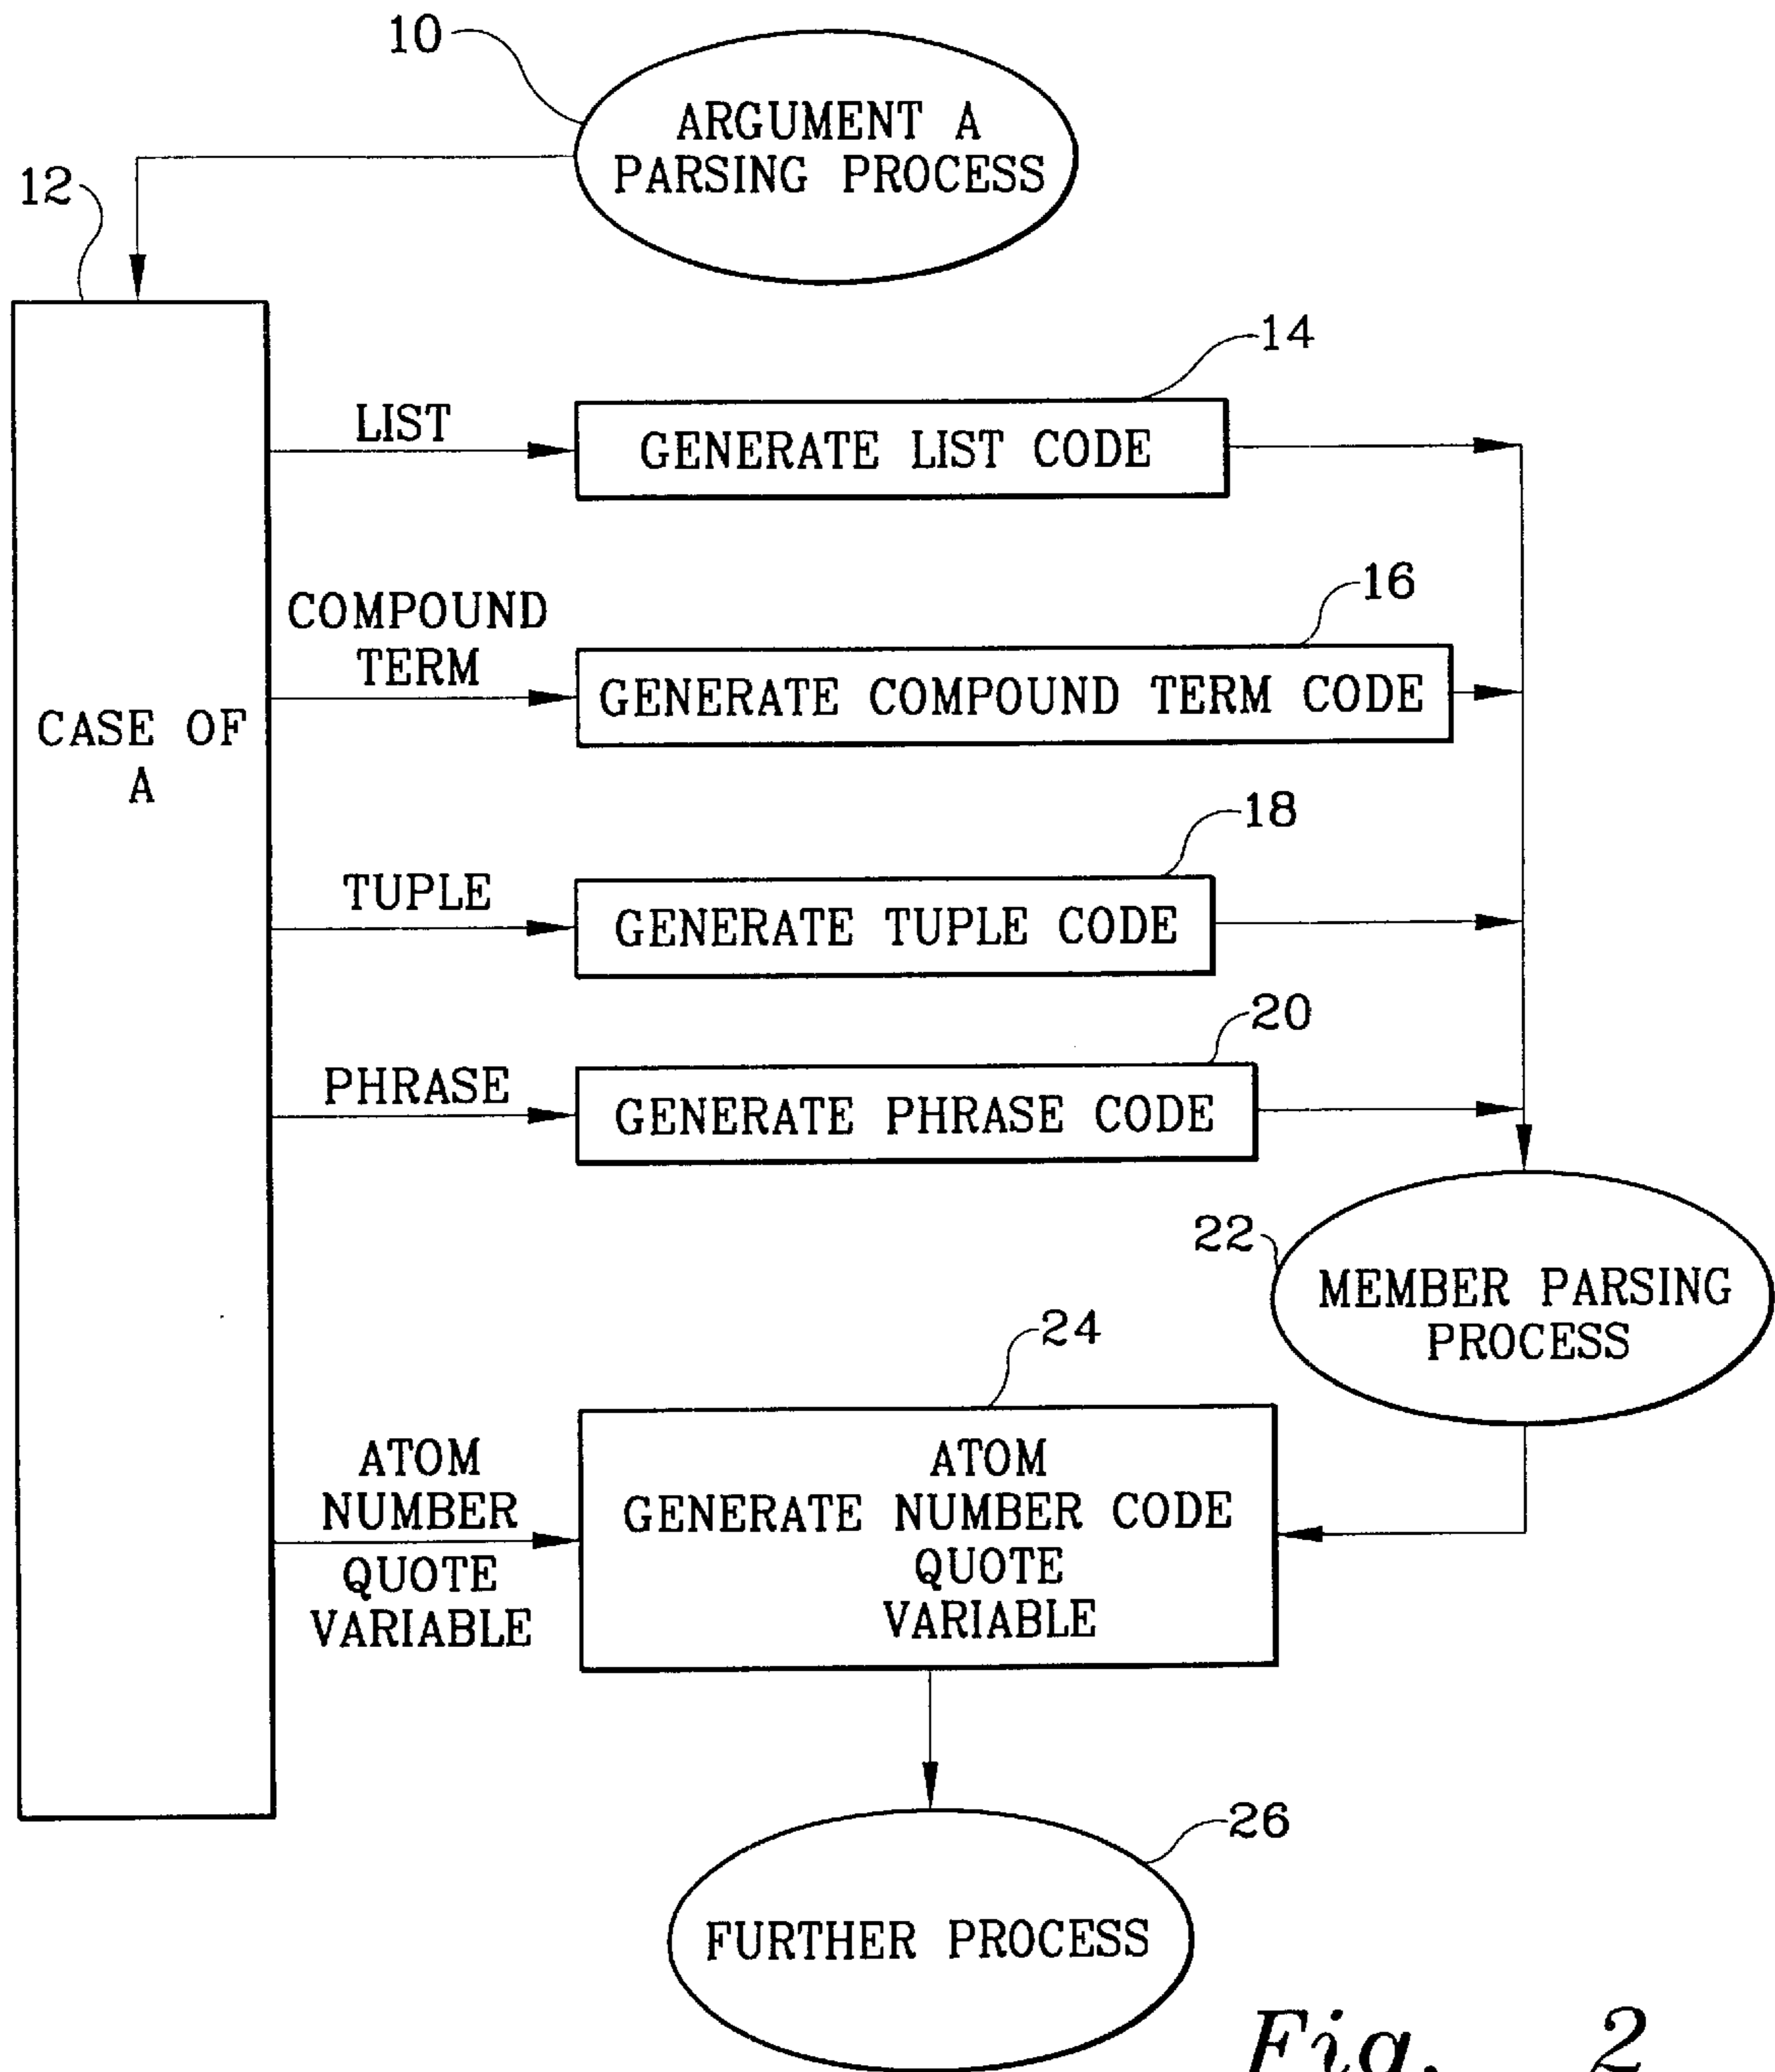 10
ARGUMENT A
PARSING PROCESS
12
CASE OF
A
14
LIST
GENERATE LIST CODE
16
COMPOUND
TERM
GENERATE COMPOUND TERM CODE
18
TUPLE
GENERATE TUPLE CODE
20
PHRASE
GENERATE PHRASE CODE
22
MEMBER PARSING
PROCESS
24
ATOM
NUMBER
QUOTE
VARIABLE
ATOM
GENERATE NUMBER CODE
QUOTE
VARIABLE
26
FURTHER PROCESS
Fig. 2